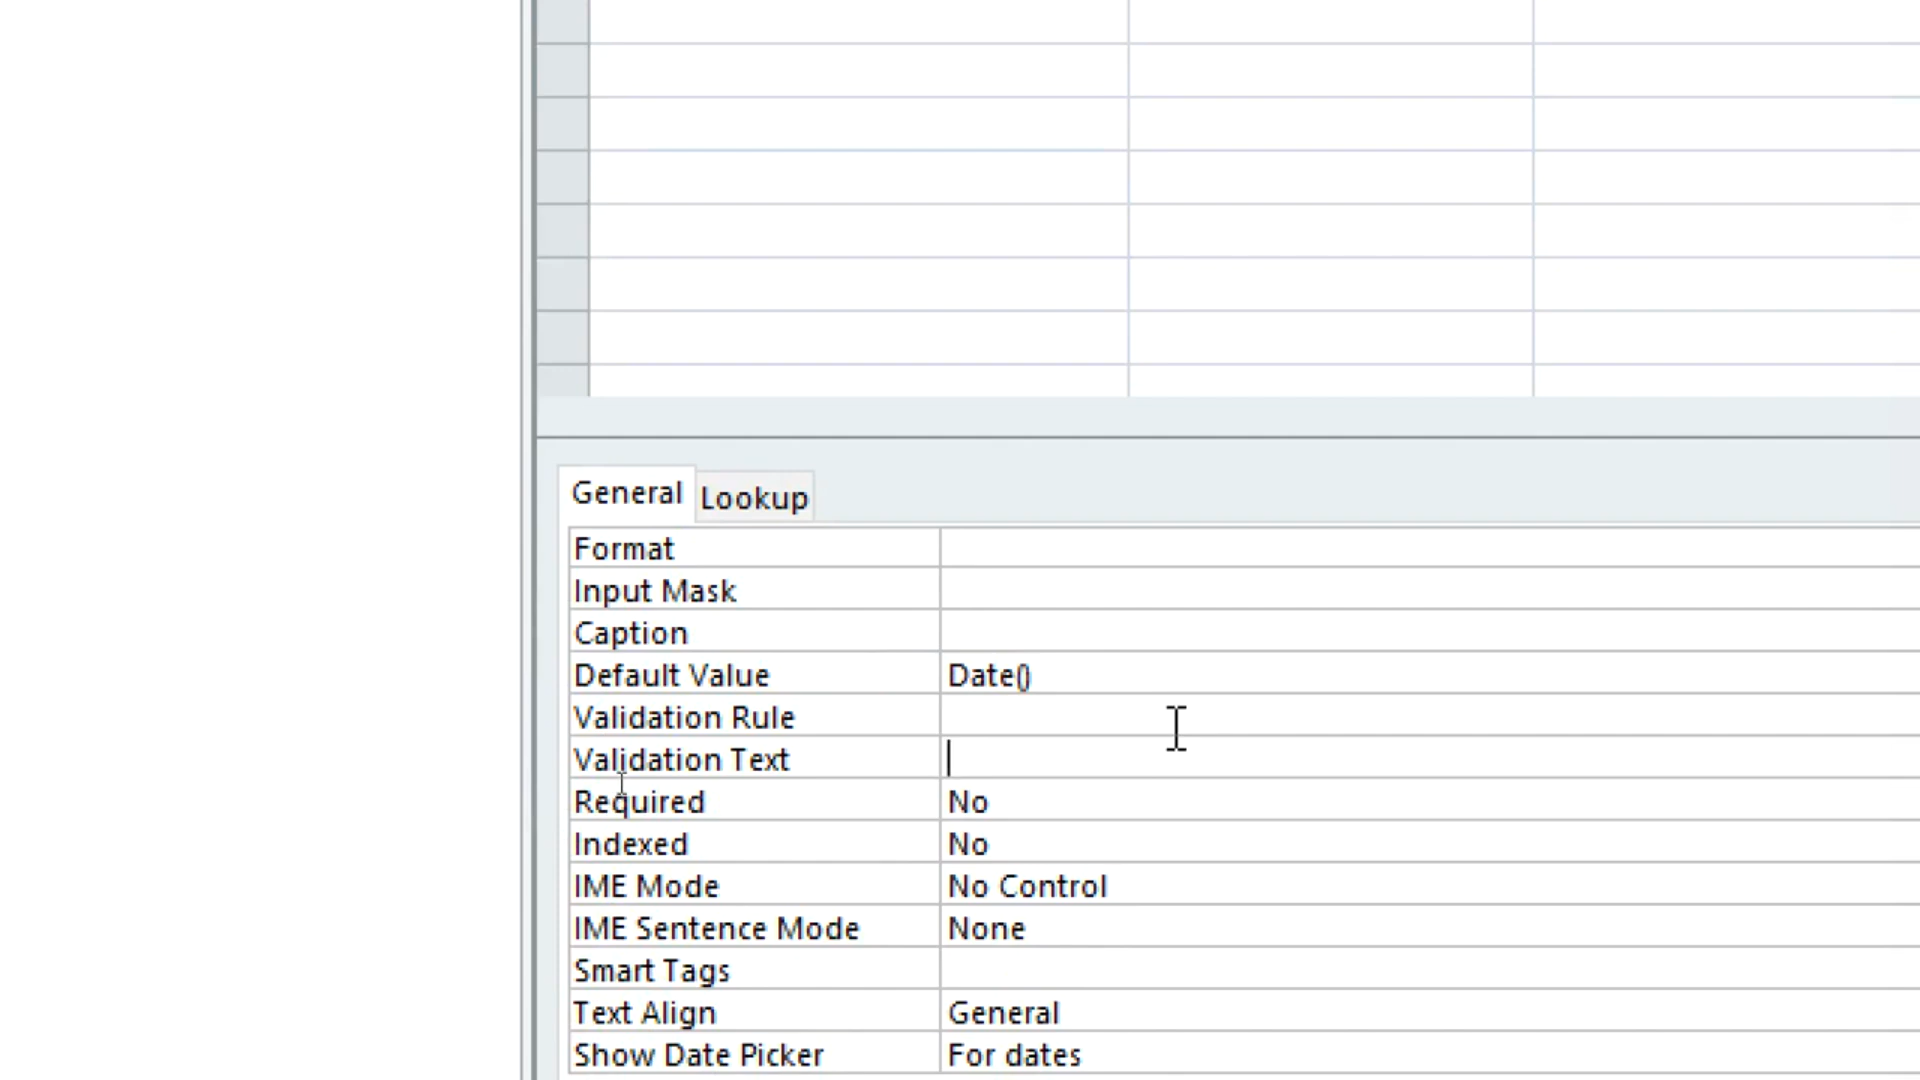 General Lookup
Format
Input Mask
Caption
Default Value Date()
Validation Rule
Validation Text
Required No
Indexed No
IME Mode No Control
IME Sentence Mode None
Smart Tags
Text Align General
Show Date Picker For dates